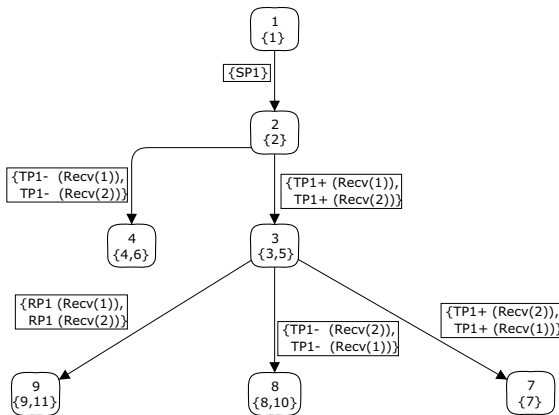 1
{1}
{SP1}
2
{2}
{TP1- (Recv(1)),
TP1- (Recv(2))}
{TP1+ (Recv(1)),
TP1+ (Recv(2))}
4
{4,6}
3
{3,5}
{RP1 (Recv(1)),
RP1 (Recv(2))}
{TP1- (Recv(2)),
TP1- (Recv(1))}
{TP1+ (Recv(2)),
TP1+ (Recv(1))}
9
{9,11}
8
{8,10}
7
{7}